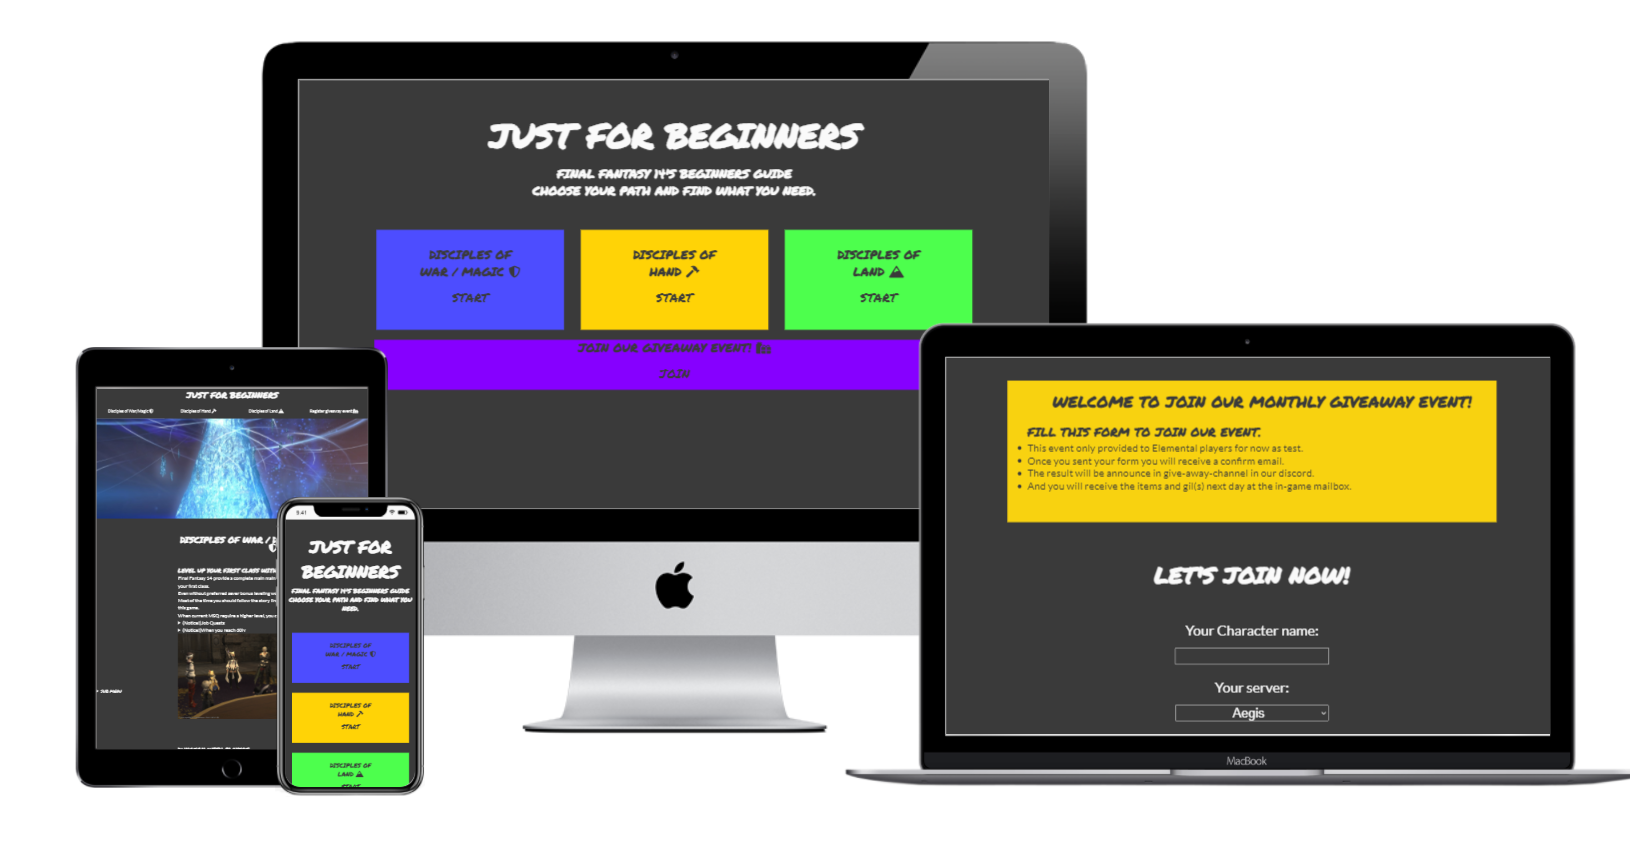 JUST FOR BEGINNERS
FINAL FANTASY 14'S BEGINNERS GUIDE
CHOOSE YOUR PATH AND FIND WHAT YOU NEED.
DISCIPLES OF
WAR / MAGIC
START
DISCIPLES OF
HAND
START
DISCIPLES OF
LAND
START
JOIN OUR GIVEAWAY EVENT!
JOIN
JUST FOR BEGINNERS
Disciples of War/Magic
Disciples of Hand
Disciples of Land
Register giveaway event
DISCIPLES OF WAR /
LEVEL UP YOUR FIRST CLASS WITH
Final Fantasy 14 provide a complete main
your first class.
Even without preferred sever bonus leveling
Most of the time you should follow the story
this game.
When current MSQ require a higher level, you
(Notice!)Job Quests
(Notice!)When you reach
SUB MENU
9:41
JUST FOR
BEGINNERS
FINAL FANTASY 14'S BEGINNERS GUIDE
CHOOSE YOUR PATH AND FIND WHAT YOU
NEED.
DISCIPLES OF
WAR / MAGIC
START
DISCIPLES OF
HAND
START
DISCIPLES OF
LAND
START
WELCOME TO JOIN OUR MONTHLY GIVEAWAY EVENT!
FILL THIS FORM TO JOIN OUR EVENT.
• This event only provided to Elemental players for now as test.
• Once you sent your form you will receive a confirm email.
• The result will be announce in give-away-channel in our discord.
• And you will receive the items and gil(s) next day at the in-game mailbox.
LET'S JOIN NOW!
Your Character name:
Your server:
Aegis
MacBook